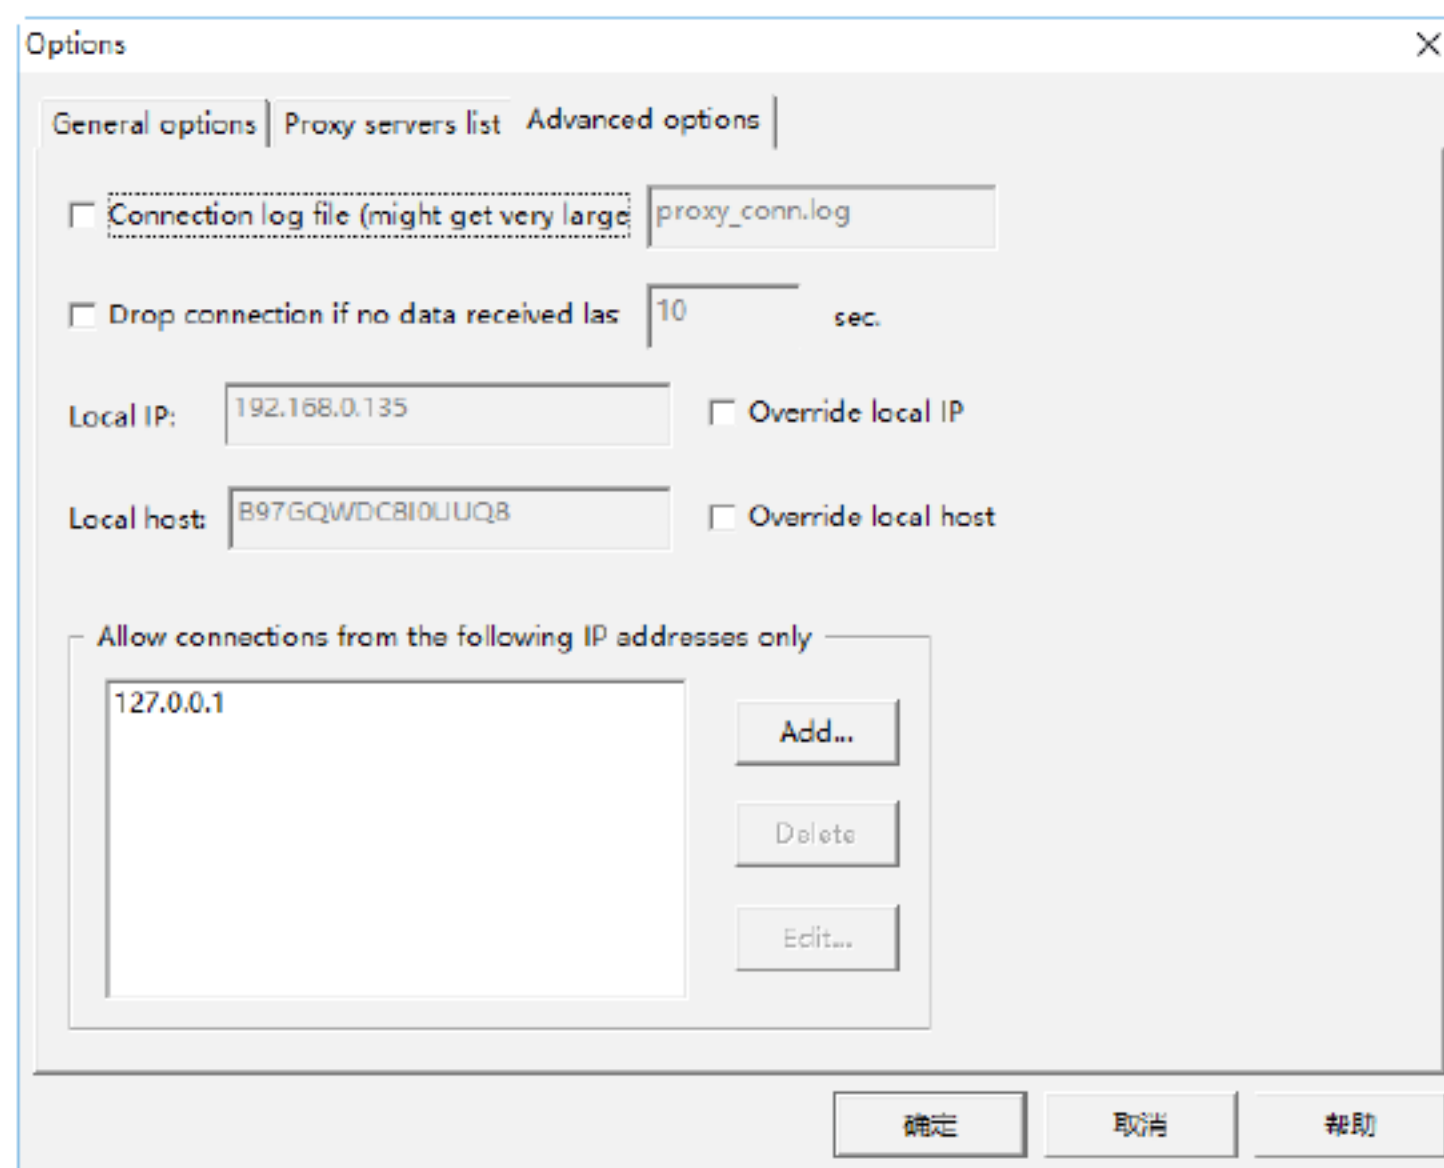 Options
General options
Proxy servers list
Advanced options
Connection log file (might get very large
proxy_conn.log
Drop connection if no data received las
10
sec.
Local IP:
192.168.0.135
Override local IP
Local host:
Override local host
Allow connections from the following IP addresses only
127.0.0.1
Add...
Delete
Edit...
确定
取消
帮助